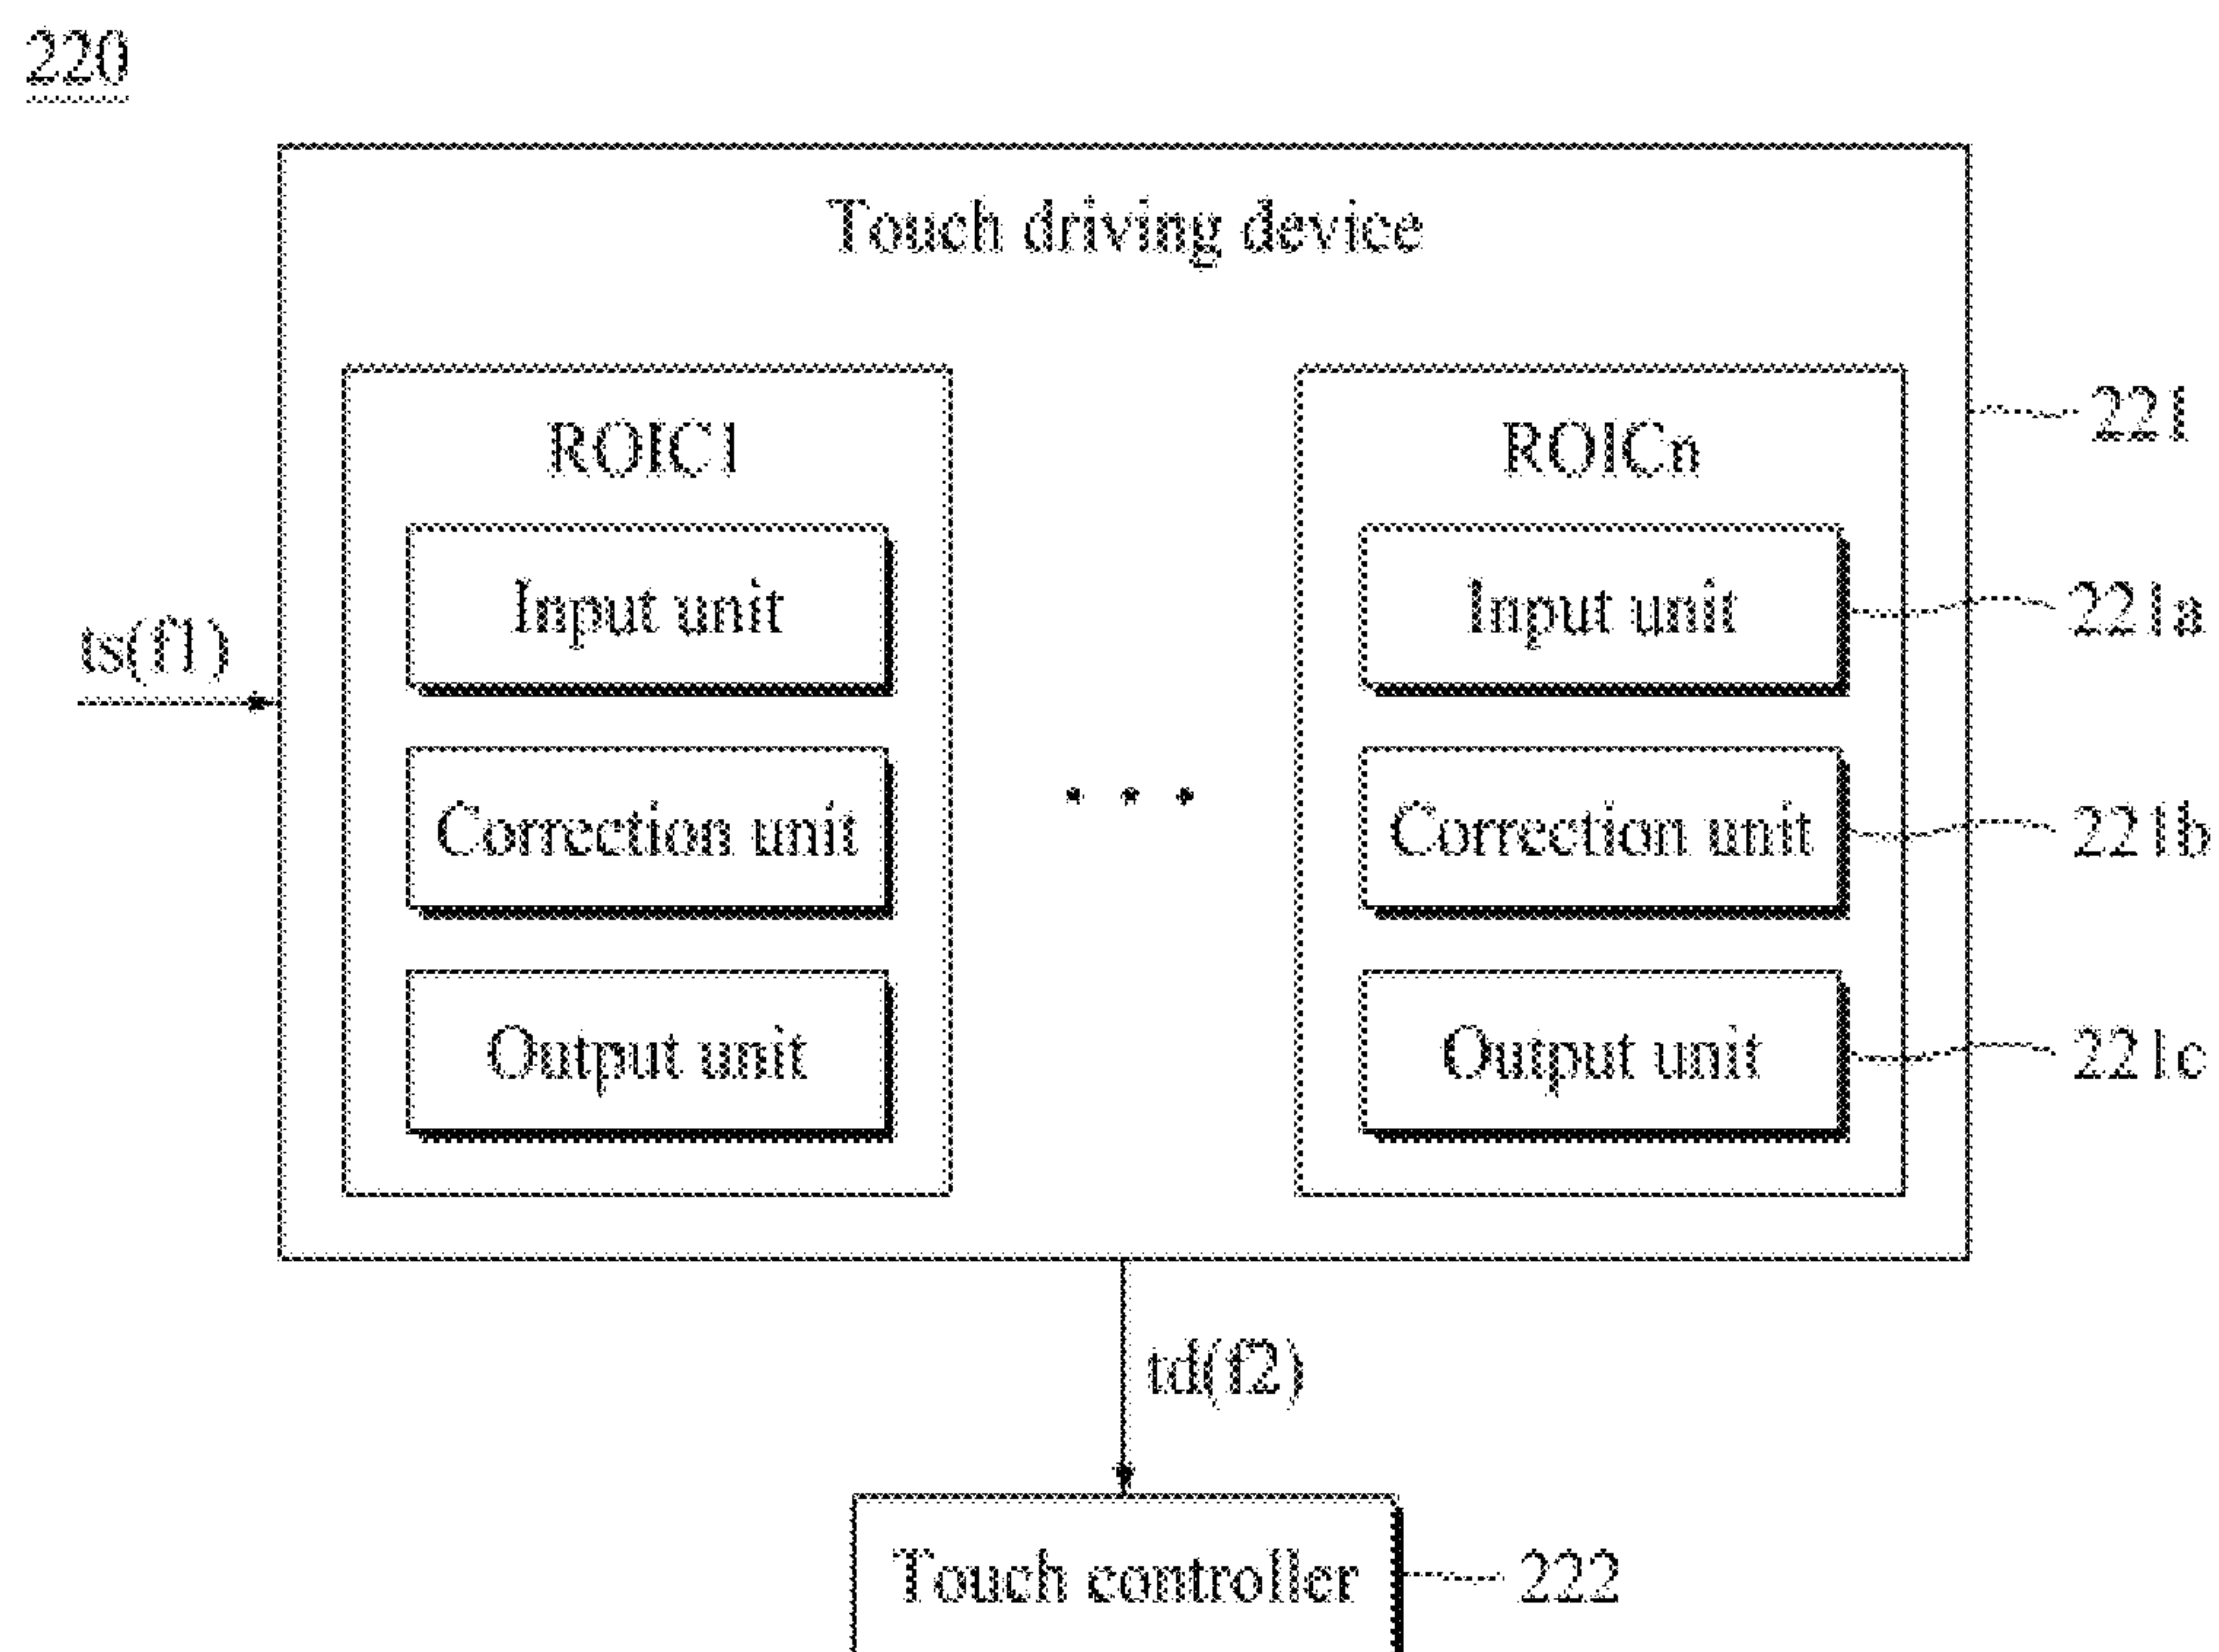 220
Touch driving device
ROIC1
ROICn
221
Input unit
Input unit
221a
ts(f1)
Correction unit
Correction unit
221b
. . .
Output unit
Output unit
221c
td(f2)
Touch controller
222